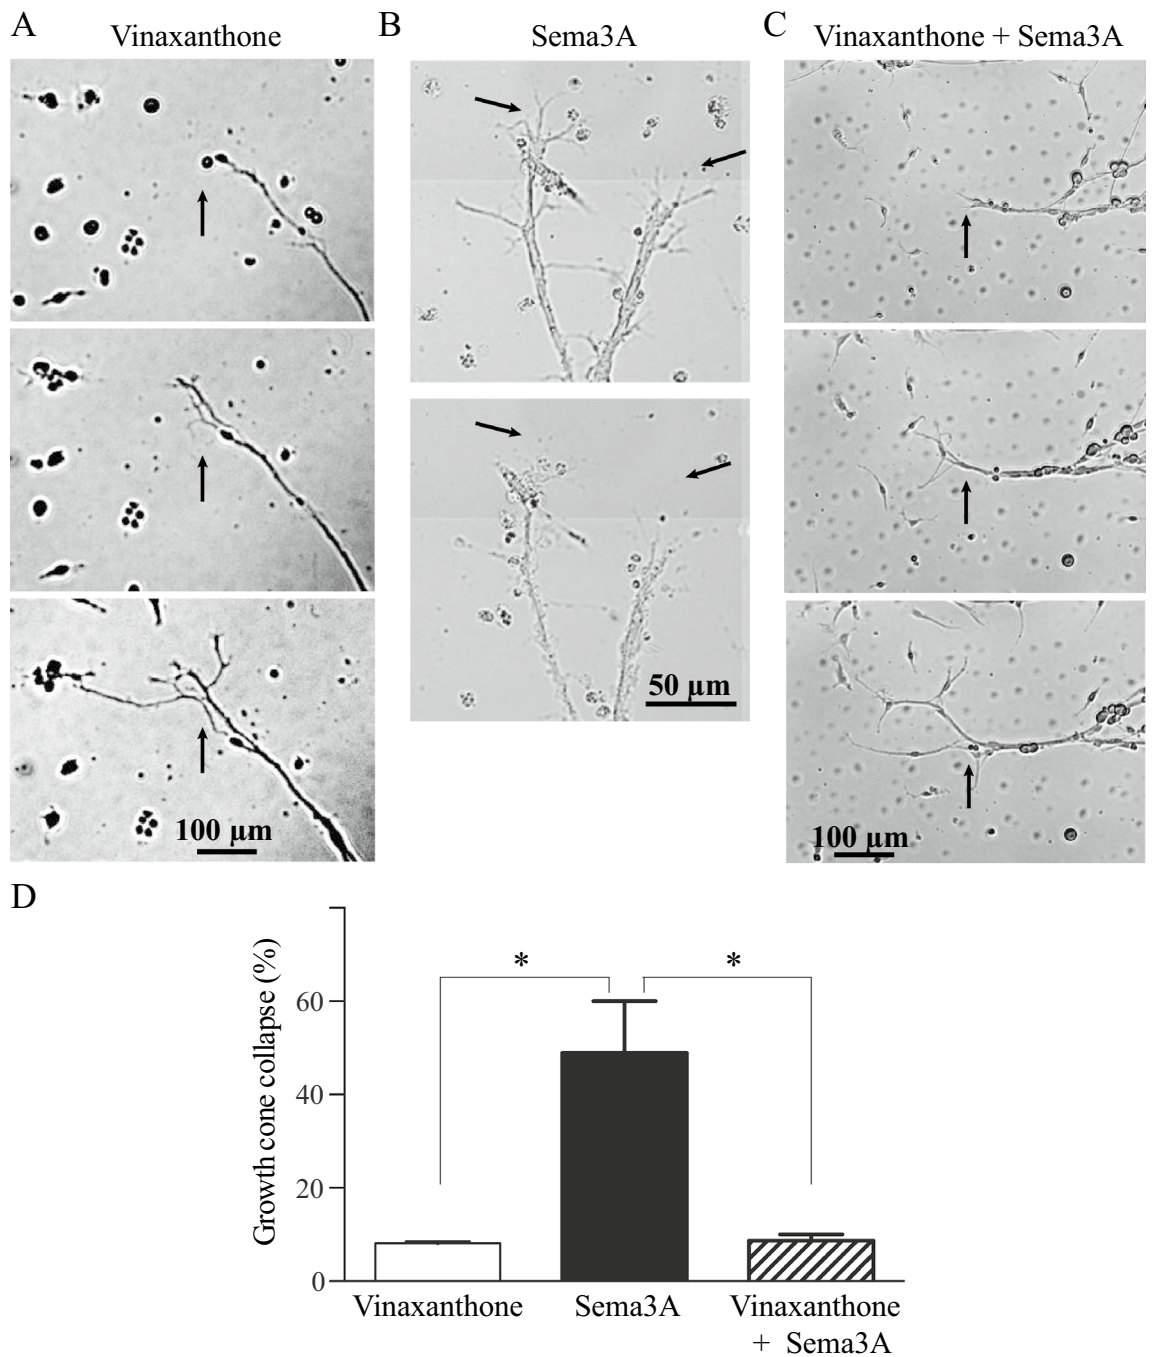 A
Vinaxanthone
B
Sema3A
C
Vinaxanthone + Sema3A
100 µm
50 µm
100 µm
D
Growth cone collapse (%)
60
40
20
0
*
*
Vinaxanthone
Sema3A
Vinaxanthone
+ Sema3A